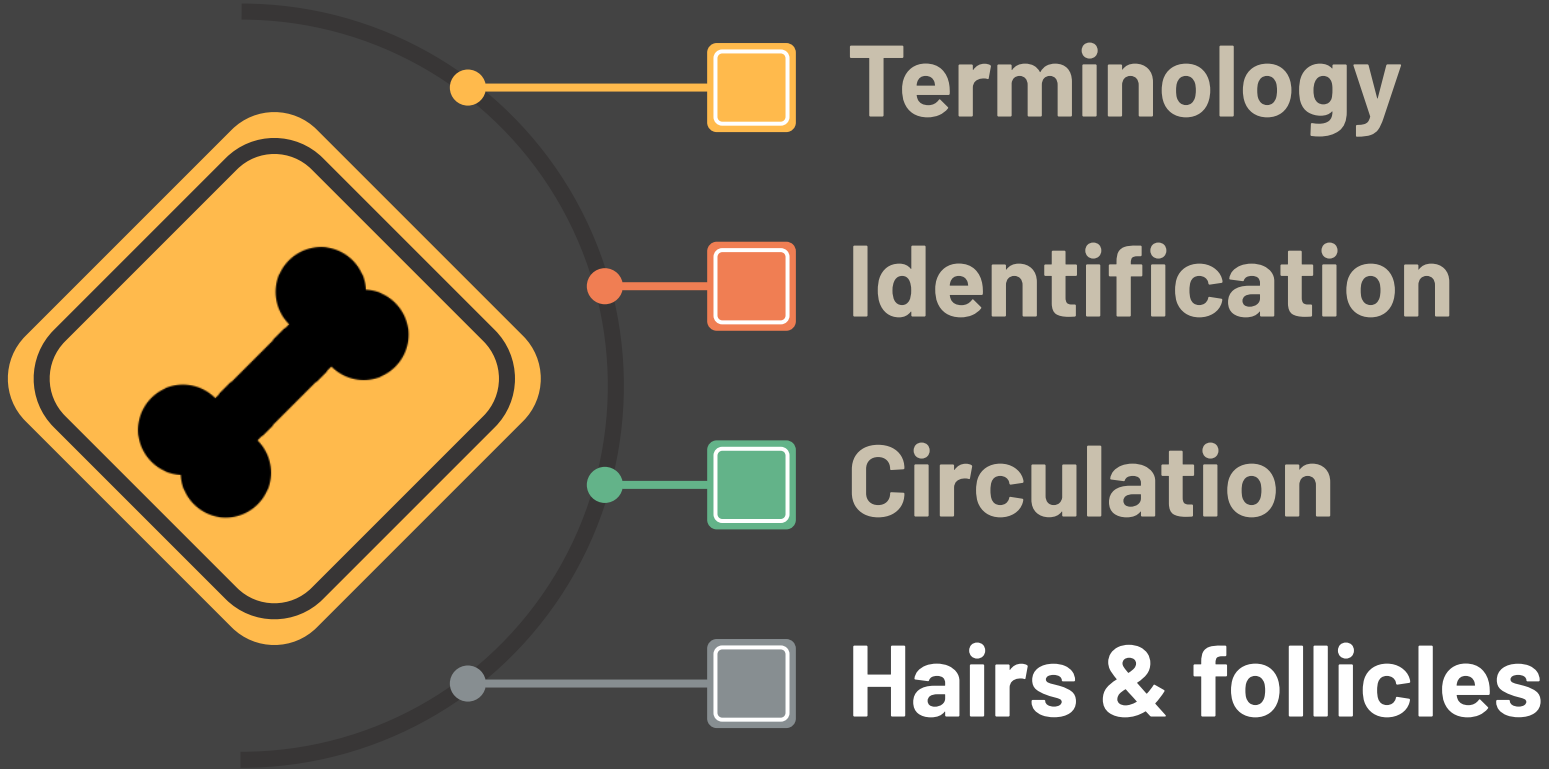 Terminology
Identification
Circulation
Hairs & follicles